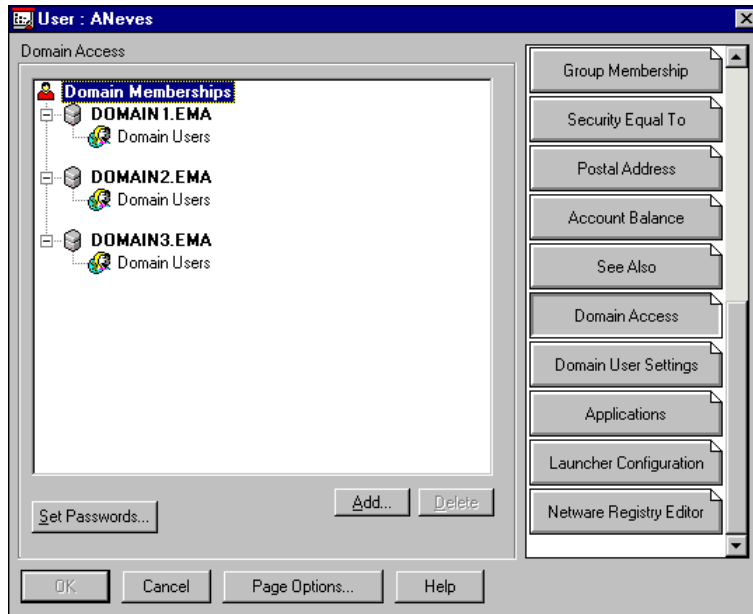 User : ANeves
Domain Access
Domain Memberships
DOMAIN1.EMA
Domain Users
DOMAIN2.EMA
Domain Users
DOMAIN3.EMA
Domain Users
Set Passwords...
Add...
Delete
OK
Cancel
Page Options...
Help
Group Membership
Security Equal To
Postal Address
Account Balance
See Also
Domain Access
Domain User Settings
Applications
Launcher Configuration
Netware Registry Editor